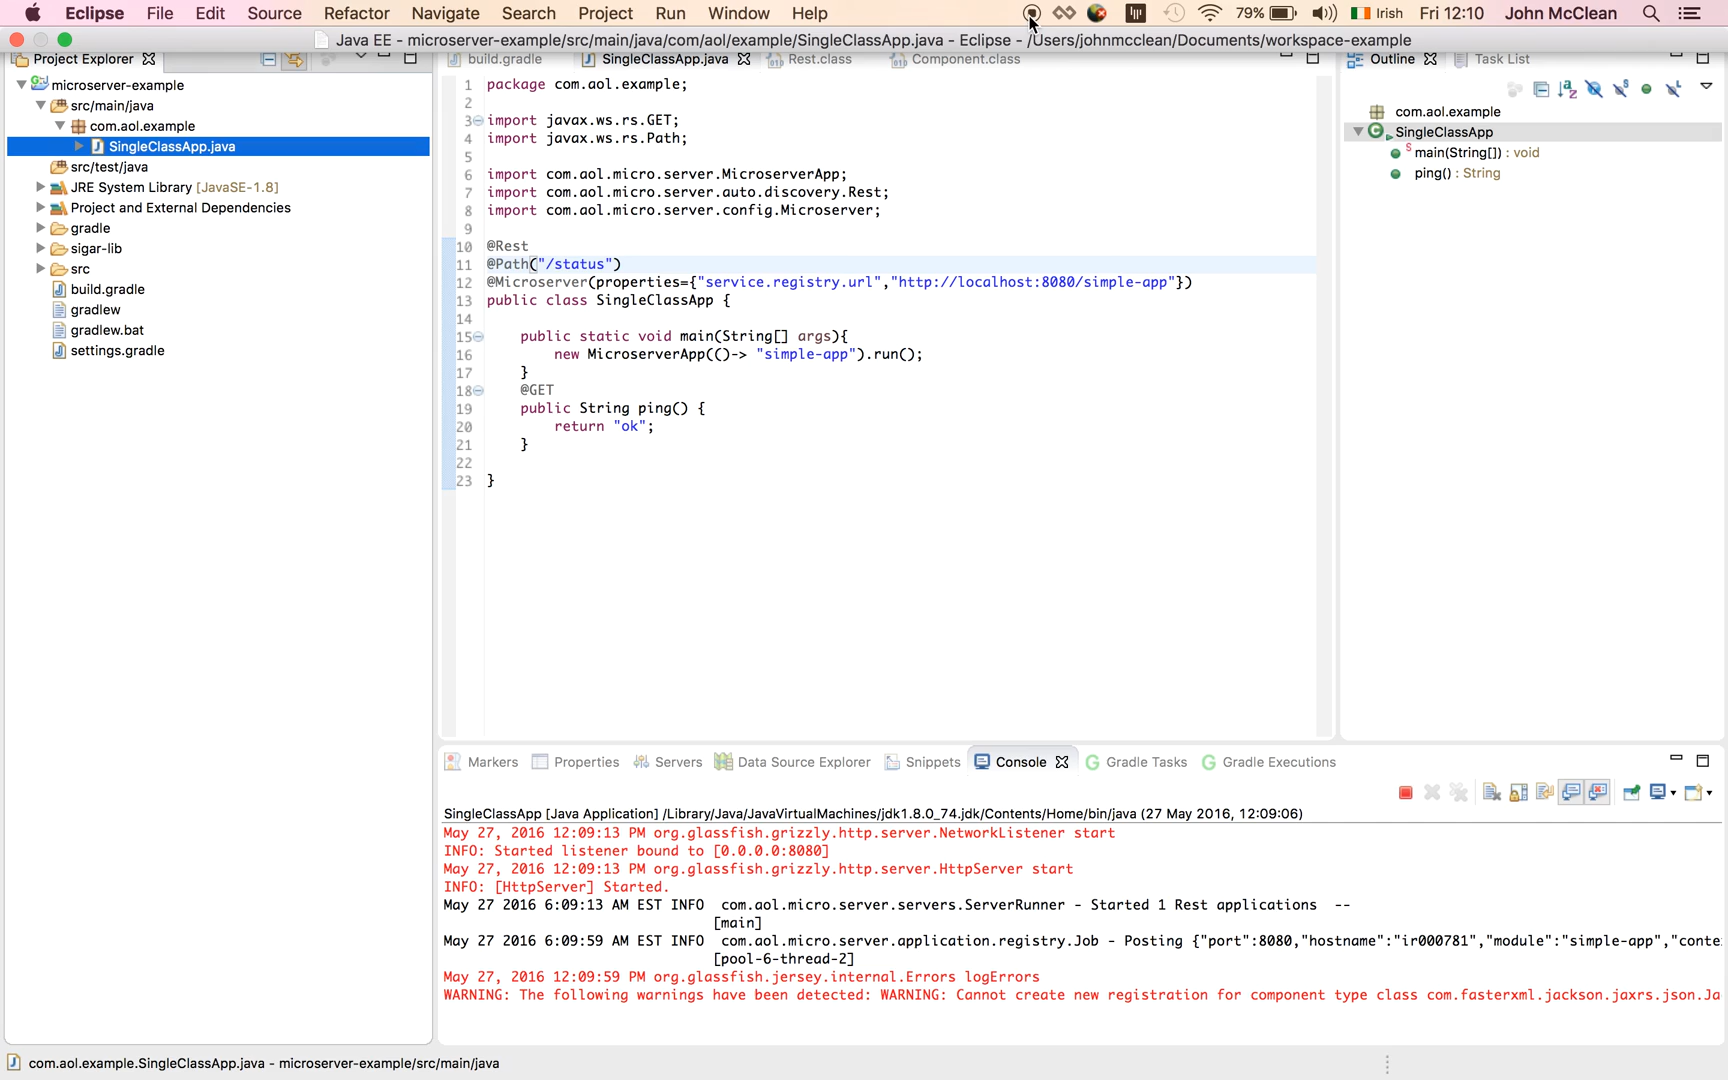 Eclipse File Edit Source Refactor Navigate Search Project Run Window Help 79% Irish Fri 12:10 John McClean
Java EE - microserver-example/src/main/java/com/aol/example/SingleClassApp.java - Eclipse - /Users/johnmcclean/Documents/workspace-example
Project Explorer
microserver-example
src/main/java
com.aol.example
SingleClassApp.java
src/test/java
JRE System Library [JavaSE-1.8]
Project and External Dependencies
gradle
sigar-lib
src
build.gradle
gradlew
gradlew.bat
settings.gradle
build.gradle SingleClassApp.java Rest.class Component.class
1 package com.aol.example;
2
3 import javax.ws.rs.GET;
4 import javax.ws.rs.Path;
5
6 import com.aol.micro.server.MicroserverApp;
7 import com.aol.micro.server.auto.discovery.Rest;
8 import com.aol.micro.server.config.Microserver;
9
10 @Rest
11 @Path("/status")
12 @Microserver(properties={"service.registry.url","http://localhost:8080/simple-app"})
13 public class SingleClassApp {
14
15 public static void main(String[] args){
16 new MicroserverApp(()-> "simple-app").run();
17 }
18 @GET
19 public String ping() {
20 return "ok";
21 }
22
23 }
Outline Task List
com.aol.example
SingleClassApp
main(String[]) : void
ping() : String
Markers Properties Servers Data Source Explorer Snippets Console Gradle Tasks Gradle Executions
SingleClassApp [Java Application] /Library/Java/JavaVirtualMachines/jdk1.8.0_74.jdk/Contents/Home/bin/java (27 May 2016, 12:09:06)
May 27, 2016 12:09:13 PM org.glassfish.grizzly.http.server.NetworkListener start
INFO: Started listener bound to [0.0.0.0:8080]
May 27, 2016 12:09:13 PM org.glassfish.grizzly.http.server.HttpServer start
INFO: [HttpServer] Started.
May 27 2016 6:09:13 AM EST INFO com.aol.micro.server.servers.ServerRunner - Started 1 Rest applications --
[main]
May 27 2016 6:09:59 AM EST INFO com.aol.micro.server.application.registry.Job - Posting {"port":8080,"hostname":"ir000781","module":"simple-app","conte
[pool-6-thread-2]
May 27, 2016 12:09:59 PM org.glassfish.jersey.internal.Errors logErrors
WARNING: The following warnings have been detected: WARNING: Cannot create new registration for component type class com.fasterxml.jackson.jaxrs.json.Ja
com.aol.example.SingleClassApp.java - microserver-example/src/main/java